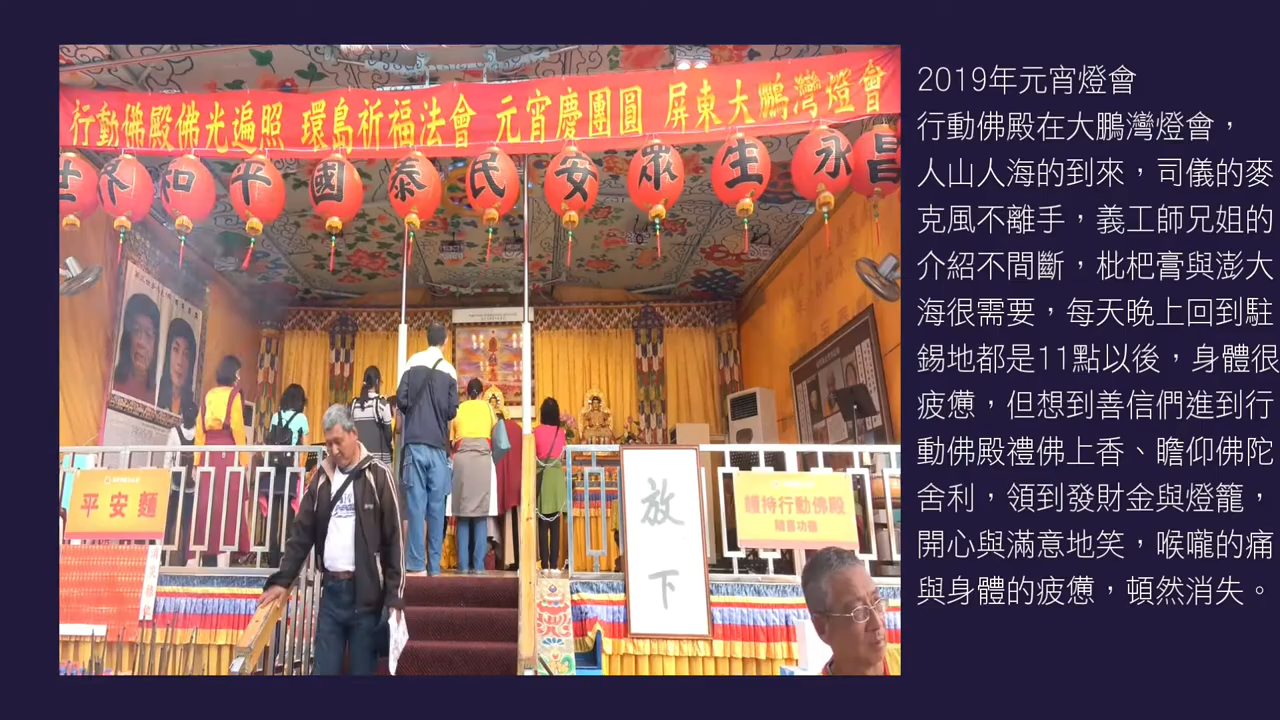 行動佛殿佛光遍照 環島祈福法會 元宵慶團圓 屏東大鵬灣燈會
世界和平國泰民安眾生永昌
平安麵
放下
護持行動佛殿
隨喜功德
2019年元宵燈會
行動佛殿在大鵬灣燈會，
人山人海的到來，司儀的麥
克風不離手，義工師兄姐的
介紹不間斷，枇杷膏與澎大
海很需要，每天晚上回到駐
錫地都是11點以後，身體很
疲憊，但想到善信們進到行
動佛殿禮佛上香、瞻仰佛陀
舍利，領到發財金與燈籠，
開心與滿意地笑，喉嚨的痛
與身體的疲憊，頓然消失。